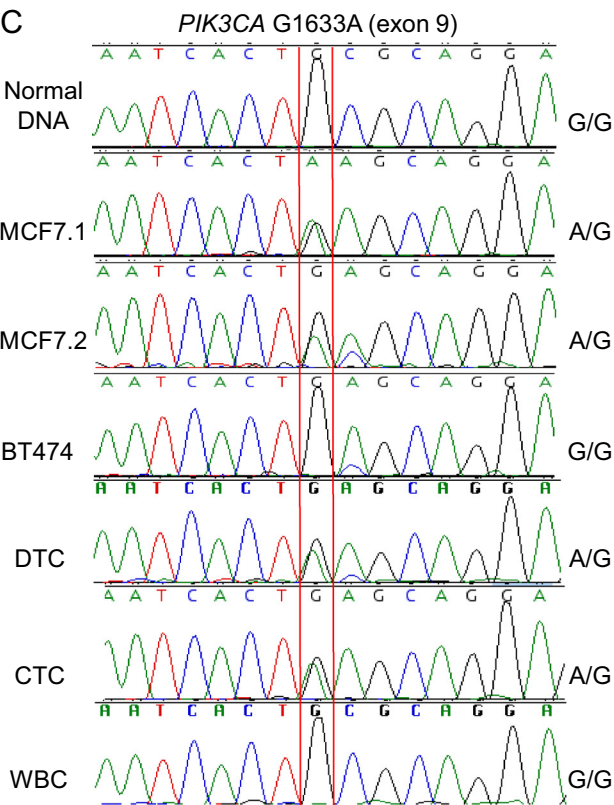 C
PIK3CA G1633A (exon 9)
A A T C A C T G C G C A G G A
Normal DNA G/G
A A T C A C T A A G C A G G A
MCF7.1 A/G
A A T C A C T G A G C A G G A
MCF7.2 A/G
A A T C A C T G A G C A G G A
BT474 G/G
A A T C A C T G A G C A G G A
DTC A/G
A A T C A C T G A G C A G G A
CTC A/G
A A T C A C T G C G C A G G A
WBC G/G